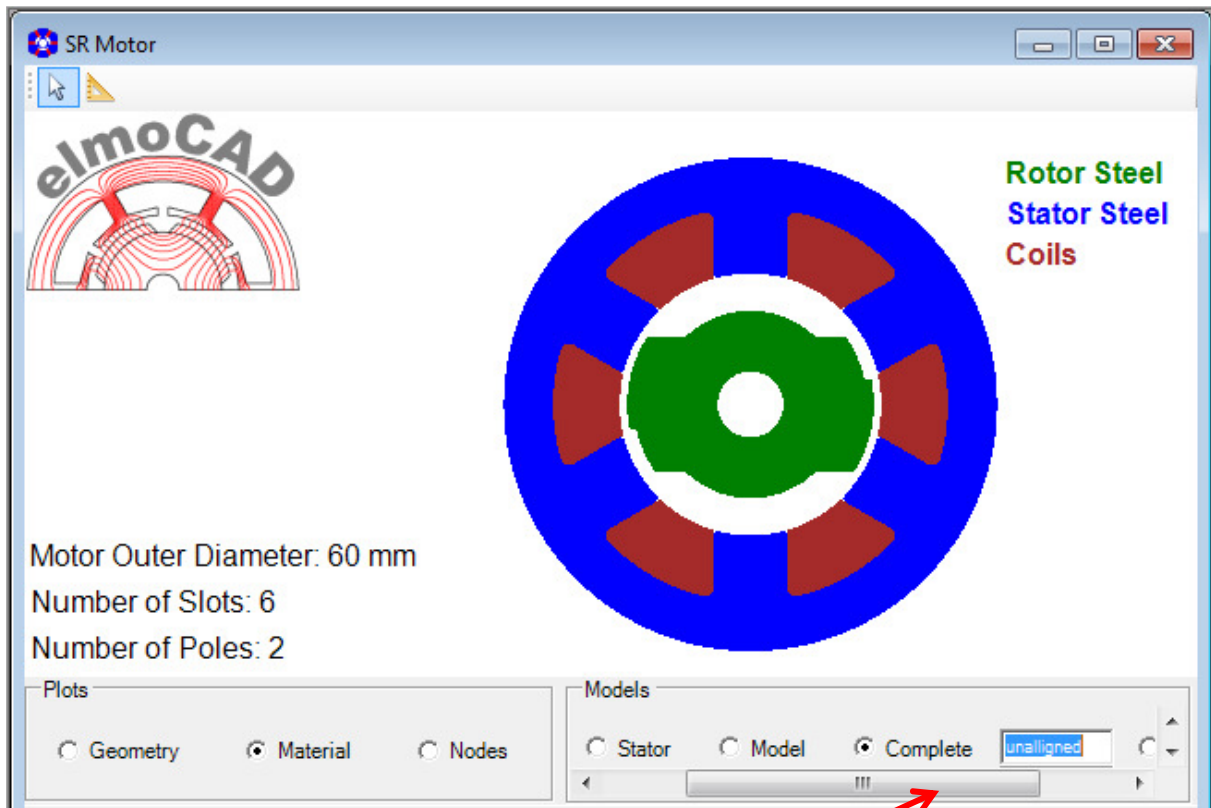 SR Motor
elmoCAD
Rotor Steel
Stator Steel
Coils
Motor Outer Diameter: 60 mm
Number of Slots: 6
Number of Poles: 2
Plots
Geometry Material Nodes
Models
Stator Model Complete unalligned